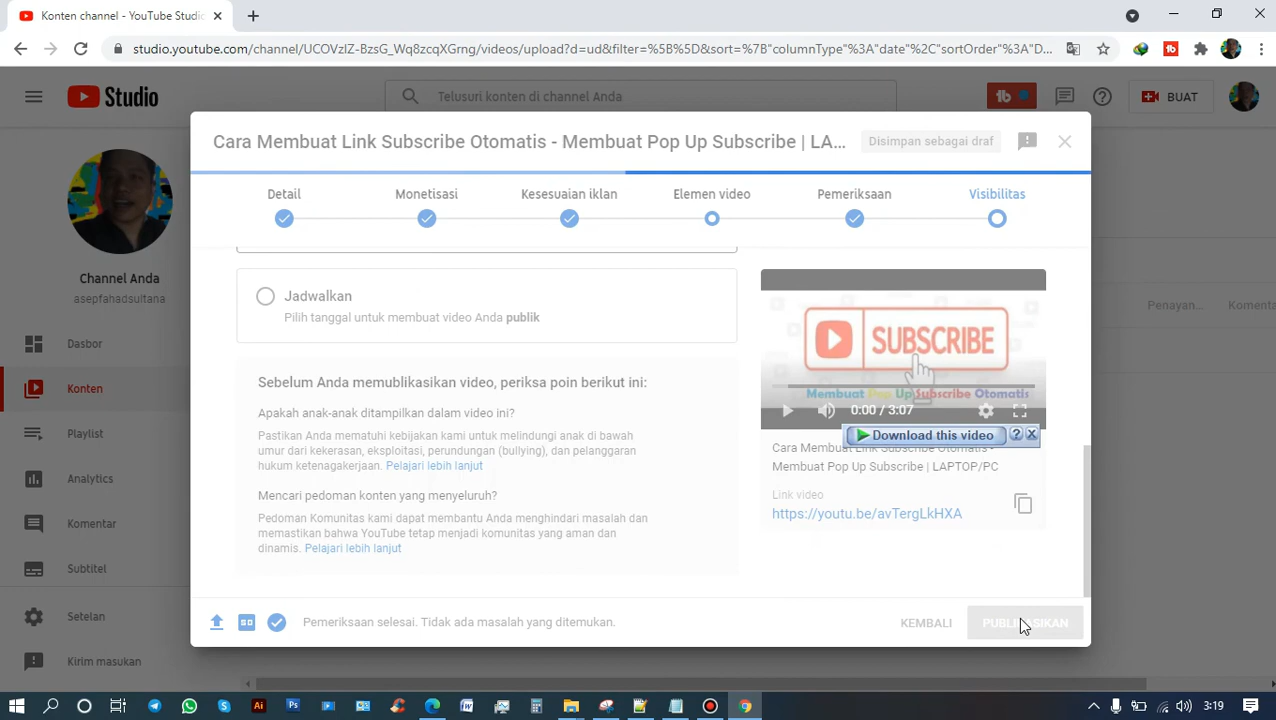 Konten channel - YouTube Studio
studio.youtube.com/channel/UCOVzIZ-BzsG_Wq8zcqXGrng/videos/upload?d=ud&filter=%5B%5D&sort=%7B"columnType"%3A"date"%2C"sortOrder"%3A"D...
Studio
Telusuri konten di channel Anda
BUAT
Cara Membuat Link Subscribe Otomatis - Membuat Pop Up Subscribe | LA...
Disimpan sebagai draf
Detail
Monetisasi
Kesesuaian iklan
Elemen video
Pemeriksaan
Visibilitas
Channel Anda
asepfahadsultana
Dasbor
Konten
Playlist
Analytics
Komentar
Subtitel
Setelan
Kirim masukan
Jadwalkan
Pilih tanggal untuk membuat video Anda publik
Sebelum Anda memublikasikan video, periksa poin berikut ini:
Apakah anak-anak ditampilkan dalam video ini?
Pastikan Anda mematuhi kebijakan kami untuk melindungi anak di bawah
umur dari kekerasan, eksploitasi, perundungan (bullying), dan pelanggaran
hukum ketenagakerjaan. Pelajari lebih lanjut
Mencari pedoman konten yang menyeluruh?
Pedoman Komunitas kami dapat membantu Anda menghindari masalah dan
memastikan bahwa YouTube tetap menjadi komunitas yang aman dan
dinamis. Pelajari lebih lanjut
SUBSCRIBE
Membuat Pop Up Subscribe Otomatis
0:00 / 3:07
Download this video
Cara Membuat Link Subscribe Otomatis -
Membuat Pop Up Subscribe | LAPTOP/PC
Link video
https://youtu.be/avTergLkHXA
Penayan...
Komenta
Pemeriksaan selesai. Tidak ada masalah yang ditemukan.
KEMBALI
PUBLIKASIKAN
3:19